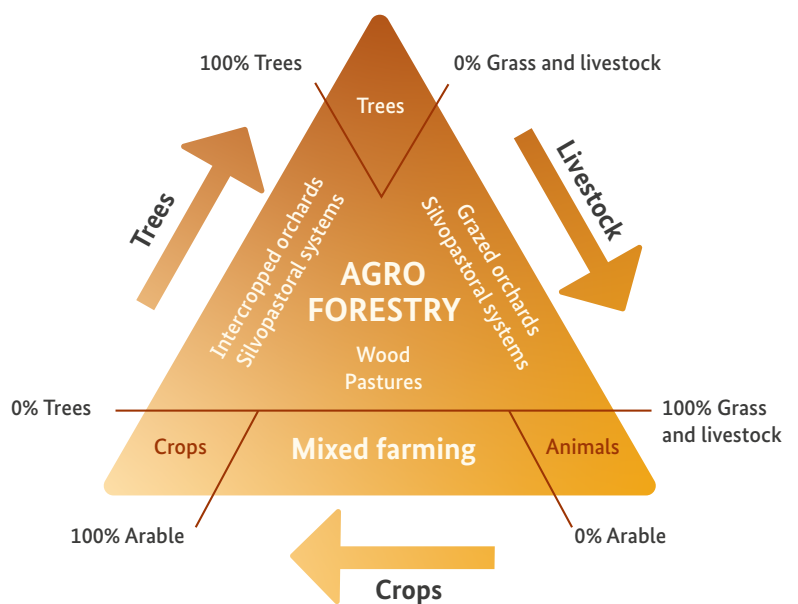 100% Trees
0% Grass and livestock
Trees
Trees
Livestock
Intercropped orchards
Silvopastoral systems
Grazed orchards
Silvopastoral systems
AGRO
FORESTRY
Wood
Pastures
0% Trees
100% Grass
and livestock
Crops
Mixed farming
Animals
100% Arable
0% Arable
Crops